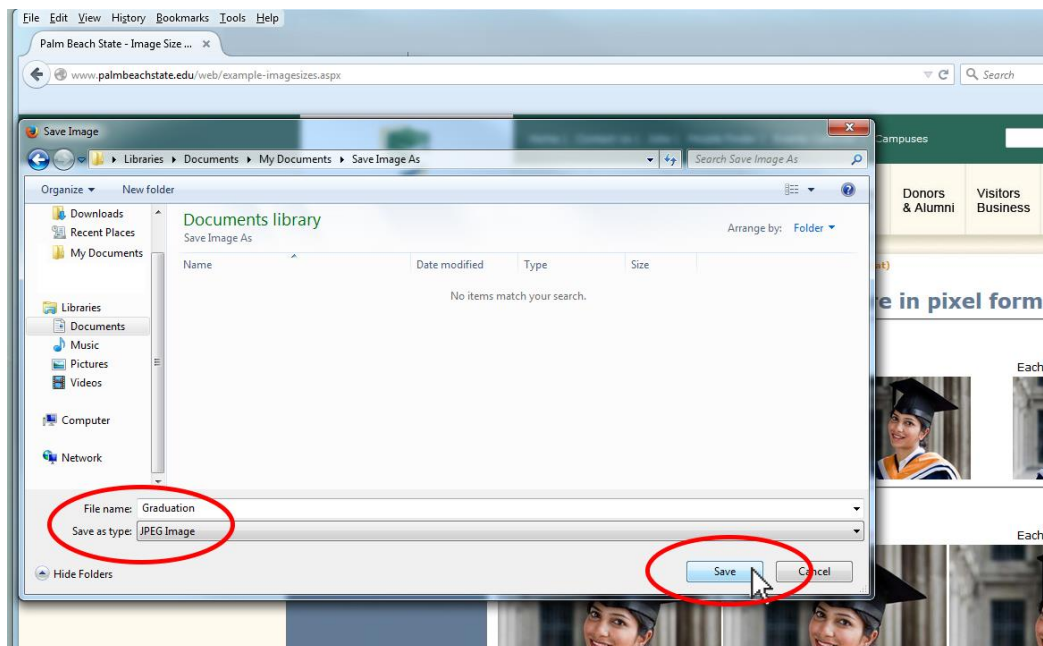 File Edit View History Bookmarks Tools Help
Palm Beach State - Image Size ... ×
www.palmbeachstate.edu/web/example-imagesizes.aspx
Search
Save Image
Libraries ▸ Documents ▸ My Documents ▸ Save Image As
Search Save Image As
Campuses
Organize New folder
Donors & Alumni
Visitors Business
Downloads
Recent Places
My Documents
Libraries
Documents
Music
Pictures
Videos
Computer
Network
Documents library
Save Image As
Arrange by: Folder
Name Date modified Type Size
No items match your search.
at)
e in pixel form
Each
Each
File name: Graduation
Save as type: JPEG Image
Hide Folders
Save Cancel